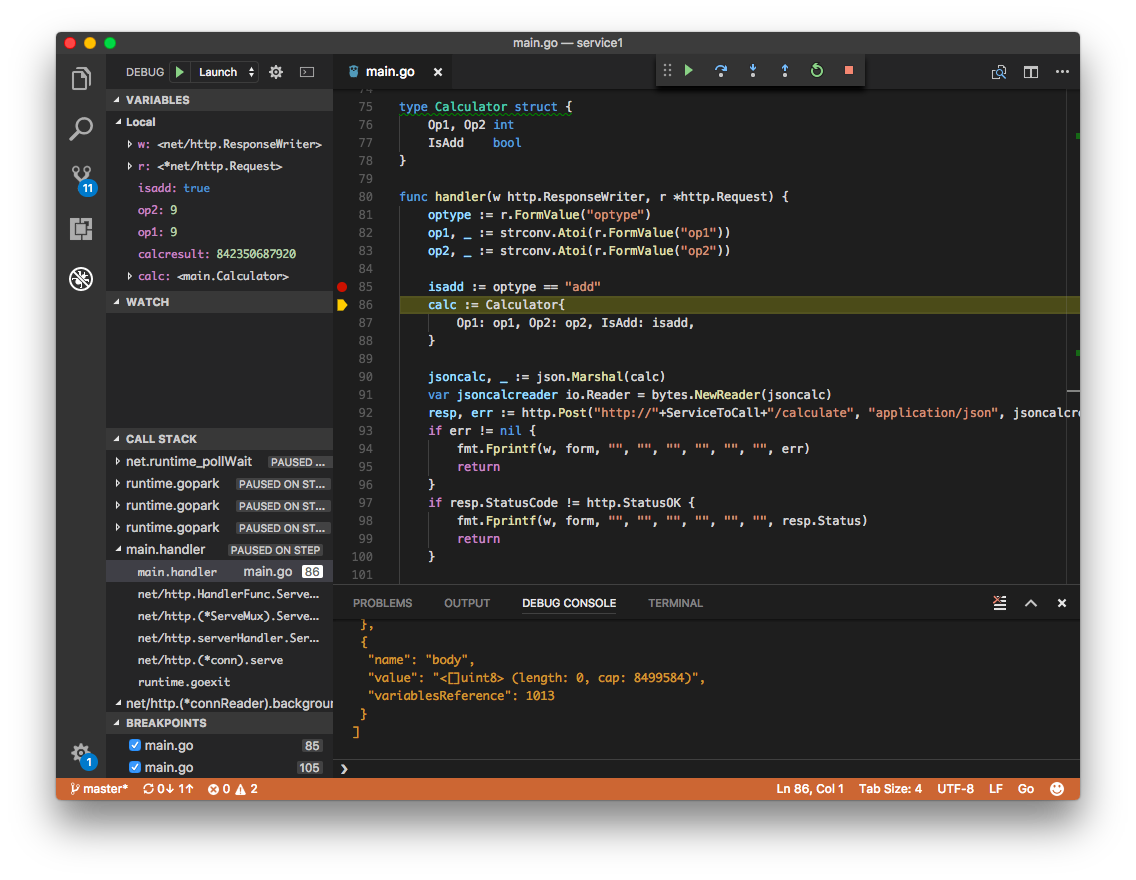 main.go — service1
DEBUG Launch
main.go
VARIABLES
Local
w: <net/http.ResponseWriter>
r: <*net/http.Request>
isadd: true
op2: 9
op1: 9
calcresult: 842350687920
calc: <main.Calculator>
WATCH
CALL STACK
net.runtime_pollWait PAUSED ...
runtime.gopark PAUSED ON ST...
runtime.gopark PAUSED ON ST...
runtime.gopark PAUSED ON ST...
main.handler PAUSED ON STEP
main.handler main.go 86
net/http.HandlerFunc.Serve...
net/http.(*ServeMux).Serve...
net/http.serverHandler.Ser...
net/http.(*conn).serve
runtime.goexit
net/http.(*connReader).backgroun
BREAKPOINTS
main.go 85
main.go 105
11
1
74
75 type Calculator struct {
76     Op1, Op2 int
77     IsAdd    bool
78 }
79
80 func handler(w http.ResponseWriter, r *http.Request) {
81     optype := r.FormValue("optype")
82     op1, _ := strconv.Atoi(r.FormValue("op1"))
83     op2, _ := strconv.Atoi(r.FormValue("op2"))
84
85     isadd := optype == "add"
86     calc := Calculator{
87         Op1: op1, Op2: op2, IsAdd: isadd,
88     }
89
90     jsoncalc, _ := json.Marshal(calc)
91     var jsoncalcreader io.Reader = bytes.NewReader(jsoncalc)
92     resp, err := http.Post("http://"+ServiceToCall+"/calculate", "application/json", jsoncalcre
93     if err != nil {
94         fmt.Fprintf(w, form, "", "", "", "", "", "", err)
95         return
96     }
97     if resp.StatusCode != http.StatusOK {
98         fmt.Fprintf(w, form, "", "", "", "", "", "", resp.Status)
99         return
100     }
101
PROBLEMS OUTPUT DEBUG CONSOLE TERMINAL
},
{
"name": "body",
"value": "<[]uint8> (length: 0, cap: 8499584)",
"variablesReference": 1013
}
]
master* 0↓ 1↑ 0 2 Ln 86, Col 1 Tab Size: 4 UTF-8 LF Go